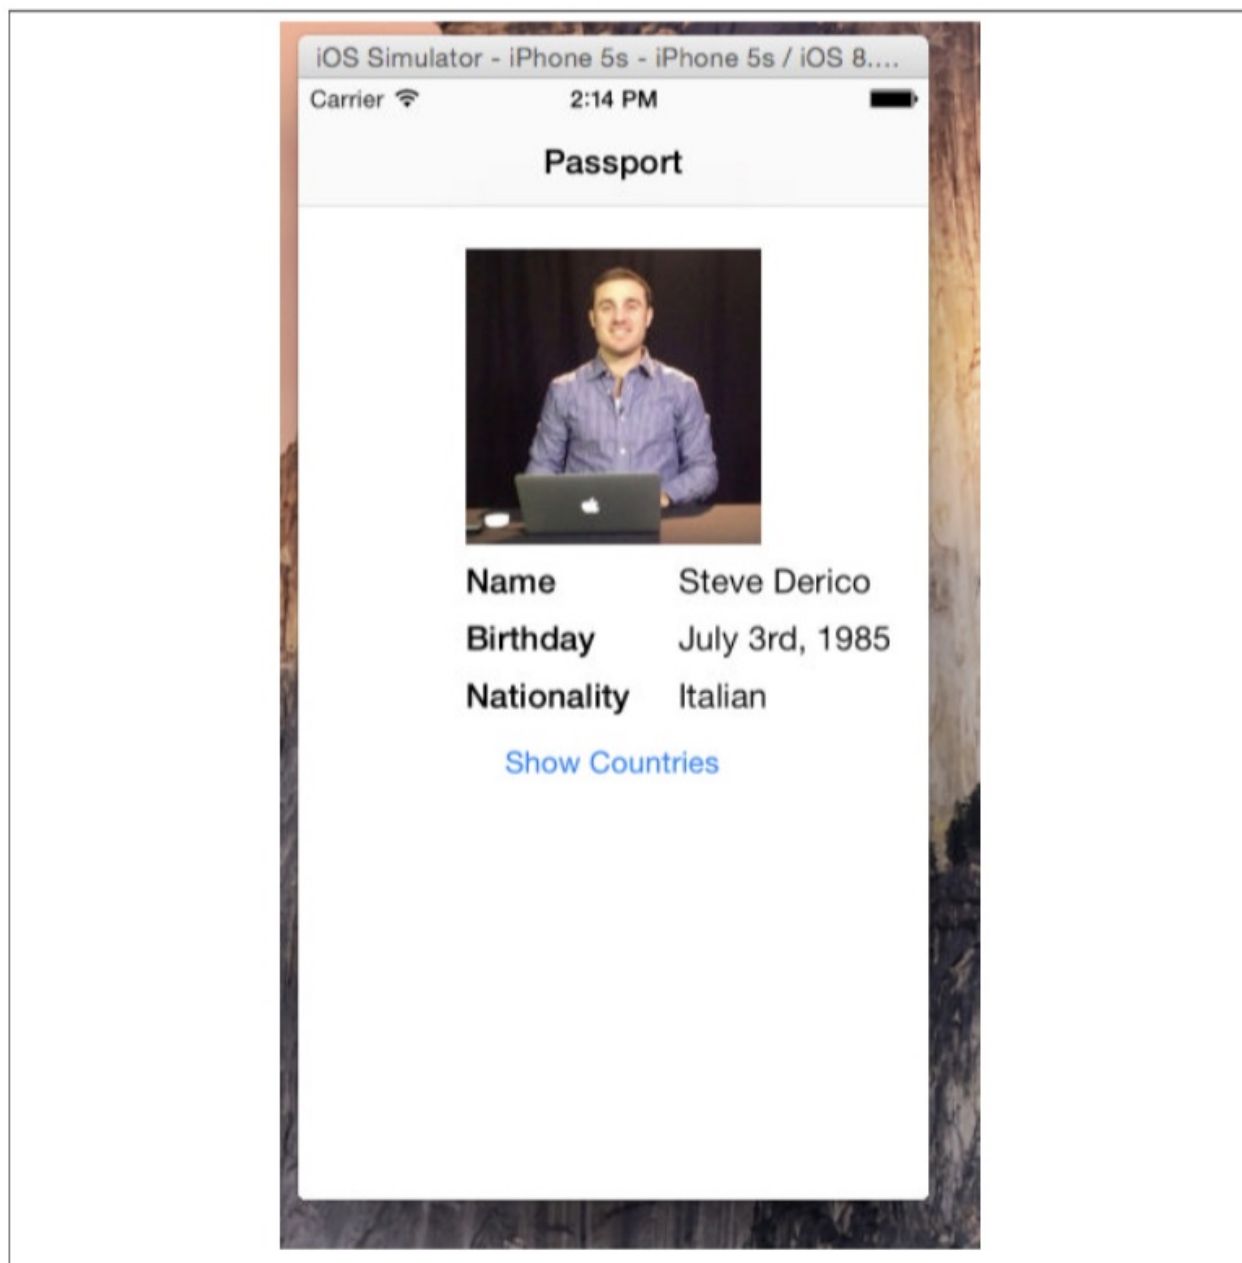 iOS Simulator - iPhone 5s - iPhone 5s / iOS 8....
Carrier 2:14 PM
Passport
Name Steve Derico
Birthday July 3rd, 1985
Nationality Italian
Show Countries